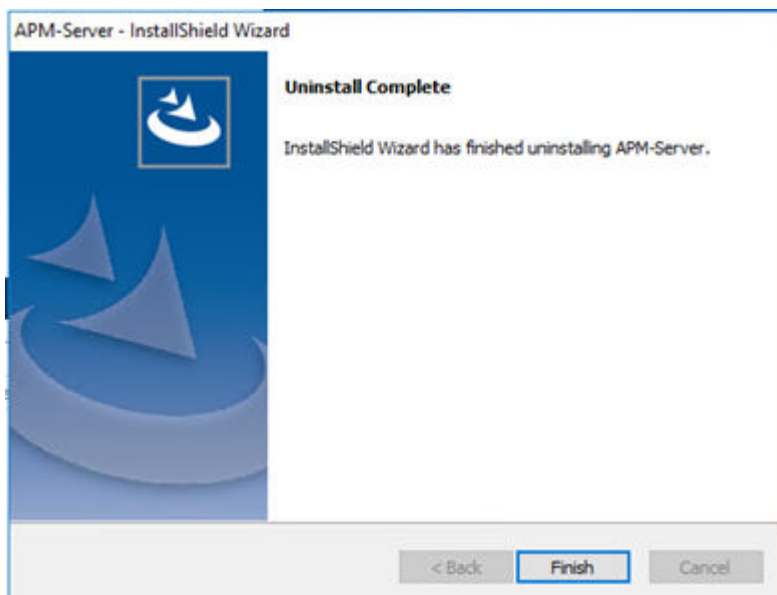 APM-Server - InstallShield Wizard
Uninstall Complete
InstallShield Wizard has finished uninstalling APM-Server.
< Back
Finish
Cancel